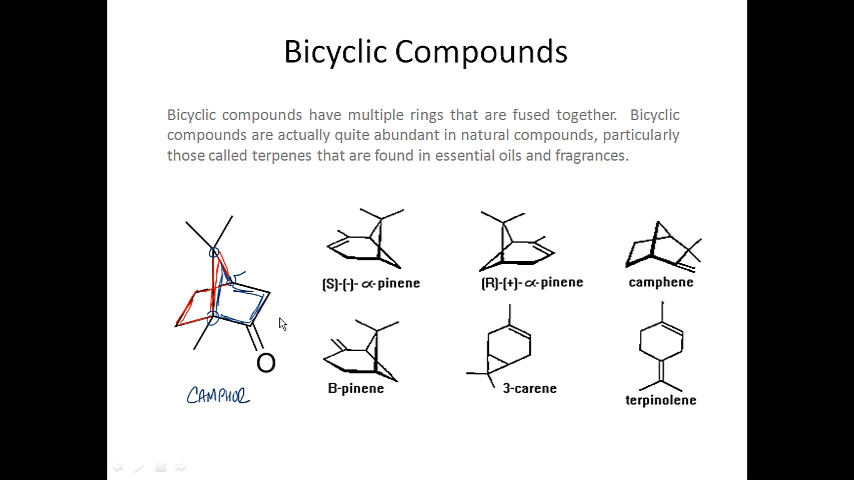 Bicyclic Compounds
Bicyclic compounds have multiple rings that are fused together. Bicyclic
compounds are actually quite abundant in natural compounds, particularly
those called terpenes that are found in essential oils and fragrances.
O
CAMPHOR
(S)-(-)-α-pinene
(R)-(+)-α-pinene
camphene
B-pinene
3-carene
terpinolene